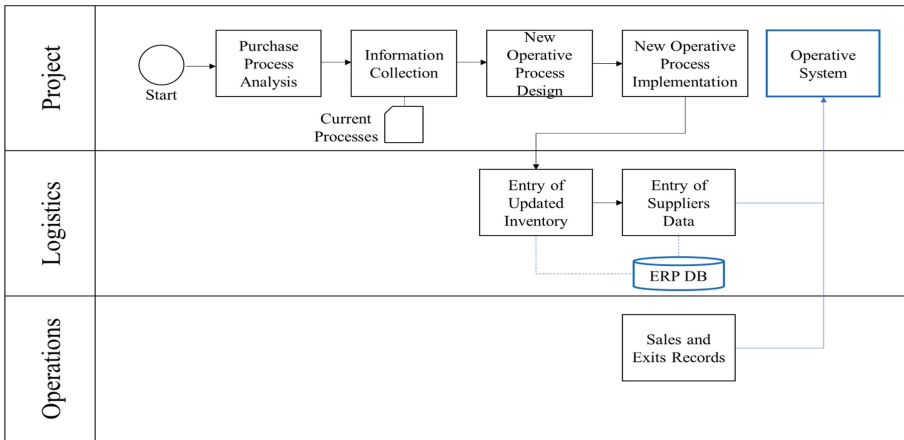 Project
Start
Purchase
Process
Analysis
Information
Collection
Current
Processes
New
Operative
Process
Design
New Operative
Process
Implementation
Operative
System
Logistics
Entry of
Updated
Inventory
Entry of
Suppliers
Data
ERP DB
Operations
Sales and
Exits Records